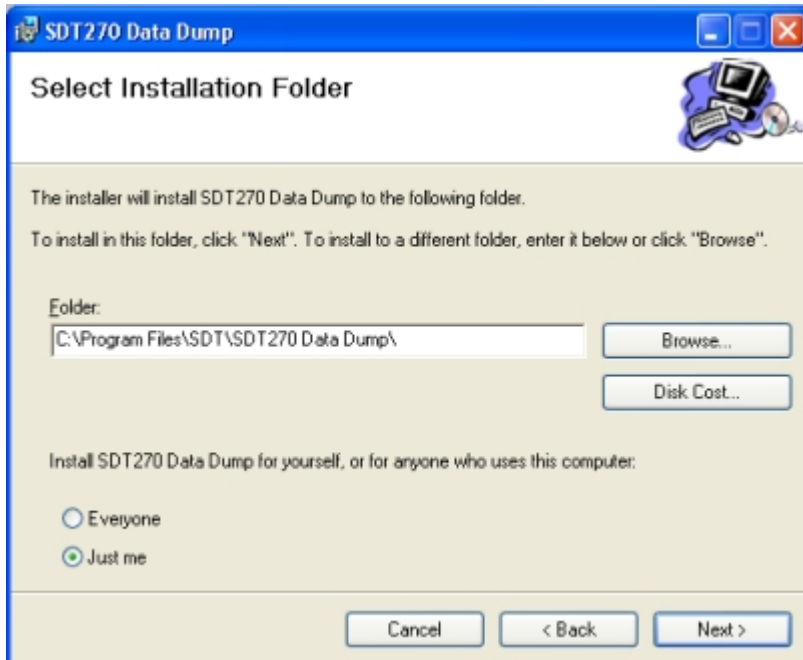 SDT270 Data Dump
Select Installation Folder
The installer will install SDT270 Data Dump to the following folder.
To install in this folder, click "Next". To install to a different folder, enter it below or click "Browse".
Folder:
C:\Program Files\SDT\SDT270 Data Dump\
Browse...
Disk Cost...
Install SDT270 Data Dump for yourself, or for anyone who uses this computer:
Everyone
Just me
Cancel
< Back
Next >